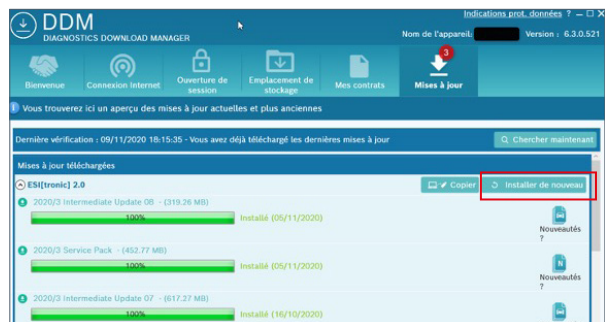 Indications prot. données ? – □ X
DDM
DIAGNOSTICS DOWNLOAD MANAGER
Nom de l'appareil:
Version : 6.3.0.521
Bienvenue
Connexion Internet
Ouverture de session
Emplacement de stockage
Mes contrats
3
Mises à jour
i Vous trouverez ici un aperçu des mises à jour actuelles et plus anciennes
Dernière vérification : 09/11/2020 18:15:35 - Vous avez déjà téléchargé les dernières mises à jour
Chercher maintenant
Mises à jour téléchargées
ESI[tronic] 2.0
Copier
Installer de nouveau
2020/3 Intermediate Update 08 - (319.26 MB)
100%
Installé (05/11/2020)
Nouveautés
?
2020/3 Service Pack - (452.77 MB)
100%
Installé (05/11/2020)
N
Nouveautés
?
2020/3 Intermediate Update 07 - (617.27 MB)
100%
Installé (16/10/2020)